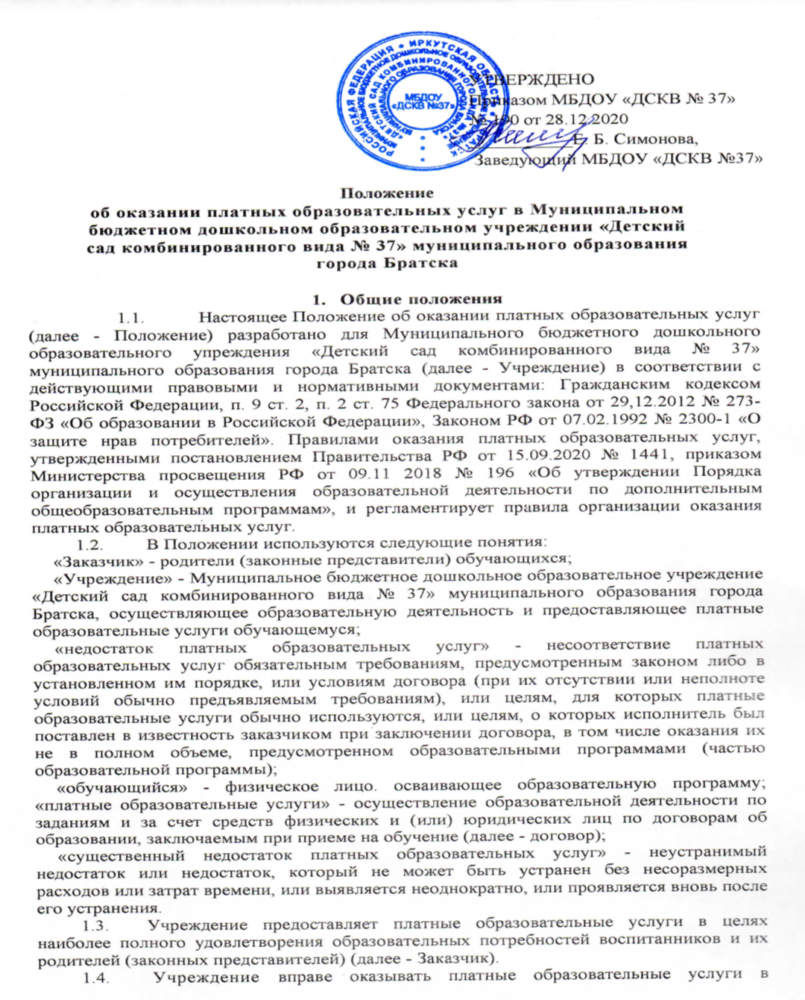 РОССИЙСКАЯ ФЕДЕРАЦИЯ • ИРКУТСКАЯ ОБЛАСТЬ
МУНИЦИПАЛЬНОЕ БЮДЖЕТНОЕ ДОШКОЛЬНОЕ ОБРАЗОВАТЕЛЬНОЕ УЧРЕЖДЕНИЕ
«ДЕТСКИЙ САД КОМБИНИРОВАННОГО ВИДА № 37»
МУНИЦИПАЛЬНОГО ОБРАЗОВАНИЯ ГОРОДА БРАТСКА
МБДОУ
«ДСКВ №37»
УТВЕРЖДЕНО
Приказом МБДОУ «ДСКВ № 37»
№ 190 от 28.12.2020
Е. Б. Симонова,
Заведующий МБДОУ «ДСКВ №37»
Положение
об оказании платных образовательных услуг в Муниципальном
бюджетном дошкольном образовательном учреждении «Детский
сад комбинированного вида № 37» муниципального образования
города Братска
1. Общие положения
1.1. Настоящее Положение об оказании платных образовательных услуг
(далее - Положение) разработано для Муниципального бюджетного дошкольного
образовательного упреждения «Детский сад комбинированного вида № 37»
муниципального образования города Братска (далее - Учреждение) в соответствии с
действующими правовыми и нормативными документами: Гражданским кодексом
Российской Федерации, п. 9 ст. 2, п. 2 ст. 75 Федерального закона от 29,12.2012 № 273-
ФЗ «Об образовании в Российской Федерации», Законом РФ от 07.02.1992 № 2300-1 «О
защите нрав потребителей». Правилами оказания платных образовательных услуг,
утвержденными постановлением Правительства РФ от 15.09.2020 № 1441, приказом
Министерства просвещения РФ от 09.11 2018 № 196 «Об утверждении Порядка
организации и осуществления образовательной деятельности по дополнительным
общеобразовательным программам», и регламентирует правила организации оказания
платных образовательных услуг.
1.2. В Положении используются следующие понятия:
«Заказчик» - родители (законные представители) обучающихся;
«Учреждение» - Муниципальное бюджетное дошкольное образовательное учреждение
«Детский сад комбинированного вида № 37» муниципального образования города
Братска, осуществляющее образовательную деятельность и предоставляющее платные
образовательные услуги обучающемуся;
«недостаток платных образовательных услуг» - несоответствие платных
образовательных услуг обязательным требованиям, предусмотренным законом либо в
установленном им порядке, или условиям договора (при их отсутствии или неполноте
условий обычно предъявляемым требованиям), или целям, для которых платные
образовательные услуги обычно используются, или целям, о которых исполнитель был
поставлен в известность заказчиком при заключении договора, в том числе оказания их
не в полном объеме, предусмотренном образовательными программами (частью
образовательной программы);
«обучающийся» - физическое лицо. осваивающее образовательную программу;
«платные образовательные услуги» - осуществление образовательной деятельности по
заданиям и за счет средств физических и (или) юридических лиц по договорам об
образовании, заключаемым при приеме на обучение (далее - договор);
«существенный недостаток платных образовательных услуг» - неустранимый
недостаток или недостаток, который не может быть устранен без несоразмерных
расходов или затрат времени, или выявляется неоднократно, или проявляется вновь после
его устранения.
1.3. Учреждение предоставляет платные образовательные услуги в целях
наиболее полного удовлетворения образовательных потребностей воспитанников и их
родителей (законных представителей) (далее - Заказчик).
1.4. Учреждение вправе оказывать платные образовательные услуги в